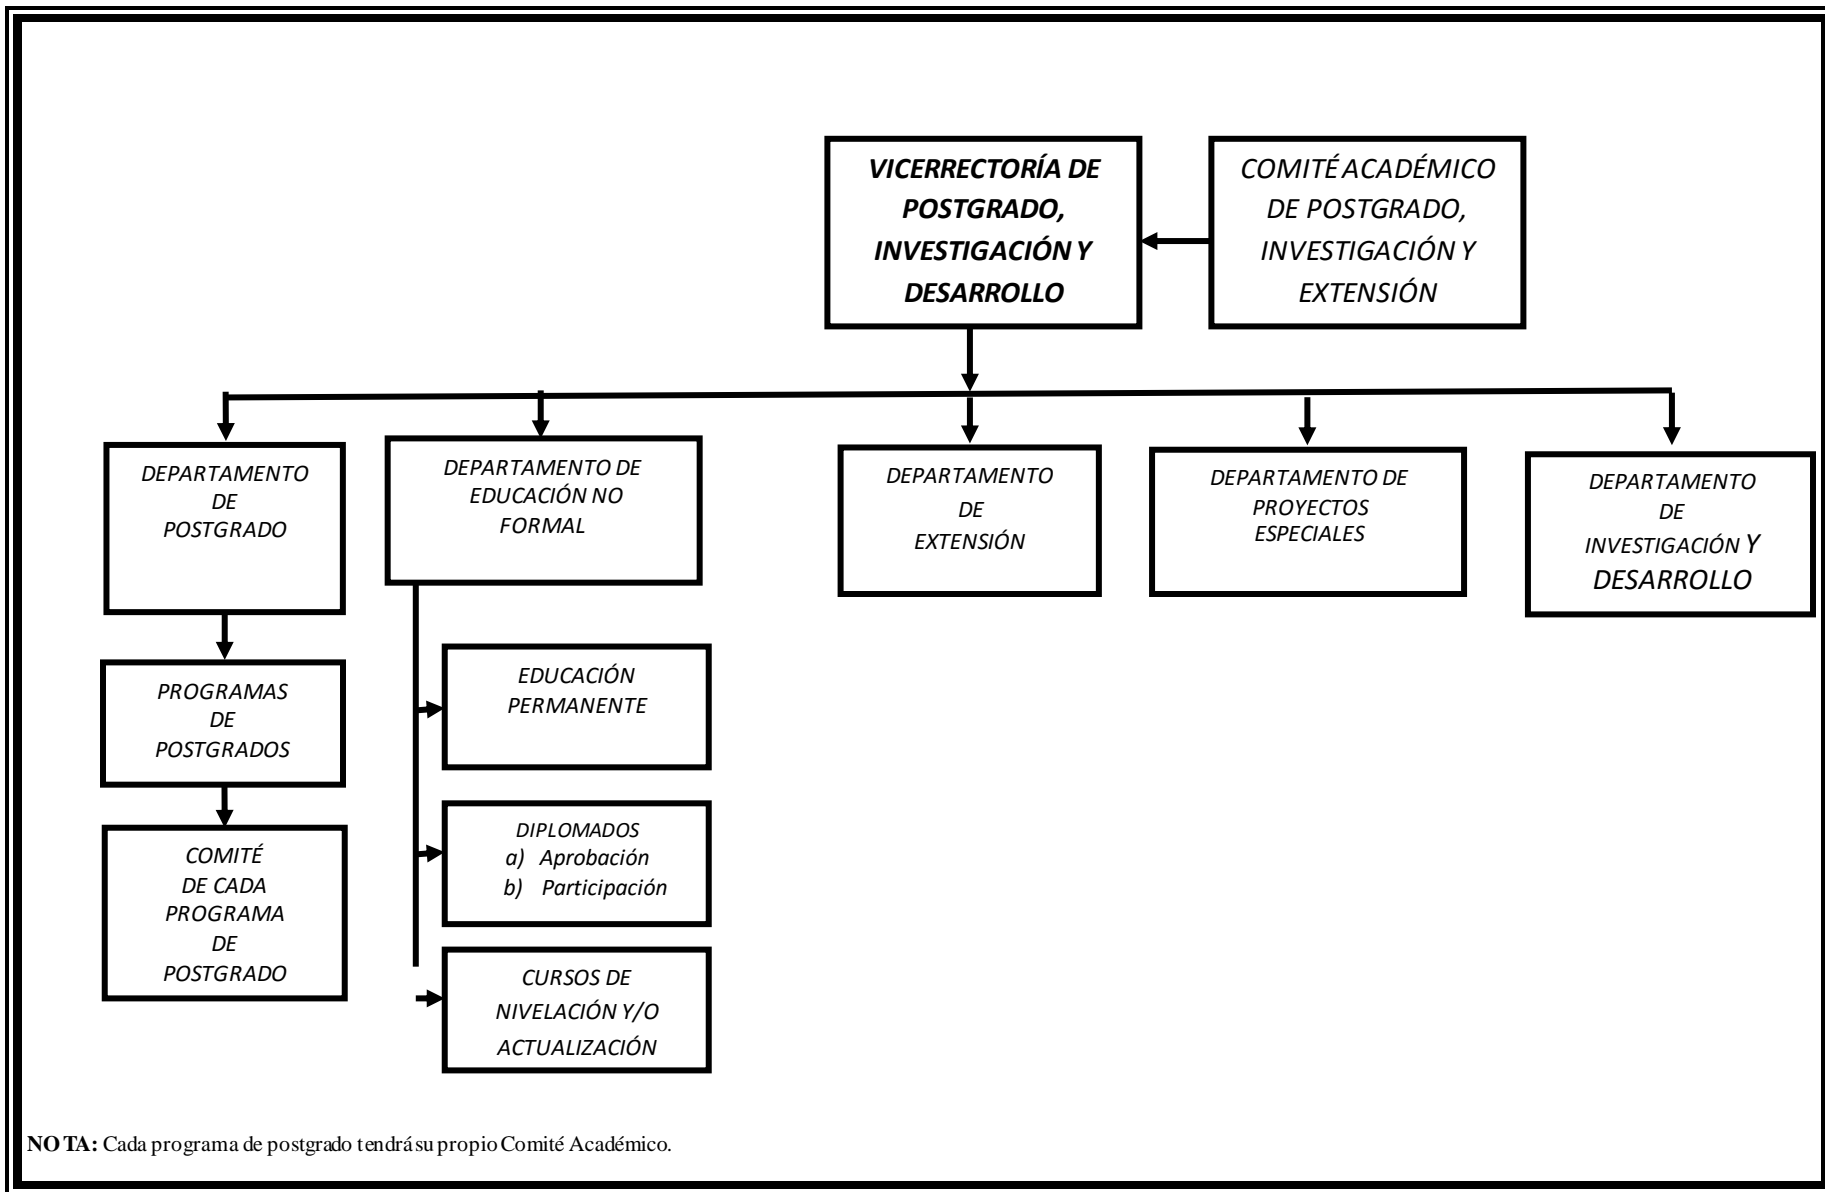 VICERRECTORÍA DE
POSTGRADO,
INVESTIGACIÓN Y
DESARROLLO
COMITÉ ACADÉMICO
DE POSTGRADO,
INVESTIGACIÓN Y
EXTENSIÓN
DEPARTAMENTO
DE
POSTGRADO
DEPARTAMENTO DE
EDUCACIÓN NO
FORMAL
DEPARTAMENTO
DE
EXTENSIÓN
DEPARTAMENTO DE
PROYECTOS
ESPECIALES
DEPARTAMENTO
DE
INVESTIGACIÓN Y
DESARROLLO
PROGRAMAS
DE
POSTGRADOS
COMITÉ
DE CADA
PROGRAMA
DE
POSTGRADO
EDUCACIÓN
PERMANENTE
DIPLOMADOS
a) Aprobación
b) Participación
CURSOS DE
NIVELACIÓN Y/O
ACTUALIZACIÓN
NOTA: Cada programa de postgrado tendrá su propio Comité Académico.